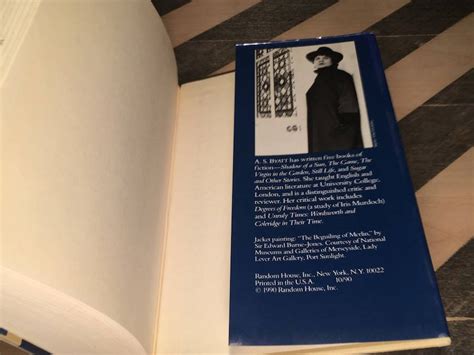 A. S. BYATT has written five books of
fiction—Shadow of a Sun, The Game, The
Virgin in the Garden, Still Life, and Sugar
and Other Stories. She taught English and
American literature at University College,
London, and is a distinguished critic and
reviewer. Her critical work includes
Degrees of Freedom (a study of Iris Murdoch)
and Unruly Times: Wordsworth and
Coleridge in Their Time.
Jacket painting: "The Beguiling of Merlin," by
Sir Edward Burne-Jones. Courtesy of National
Museums and Galleries of Merseyside, Lady
Lever Art Gallery, Port Sunlight.
Random House, Inc., New York, N.Y. 10022
Printed in the U.S.A. 10/90
© 1990 Random House, Inc.